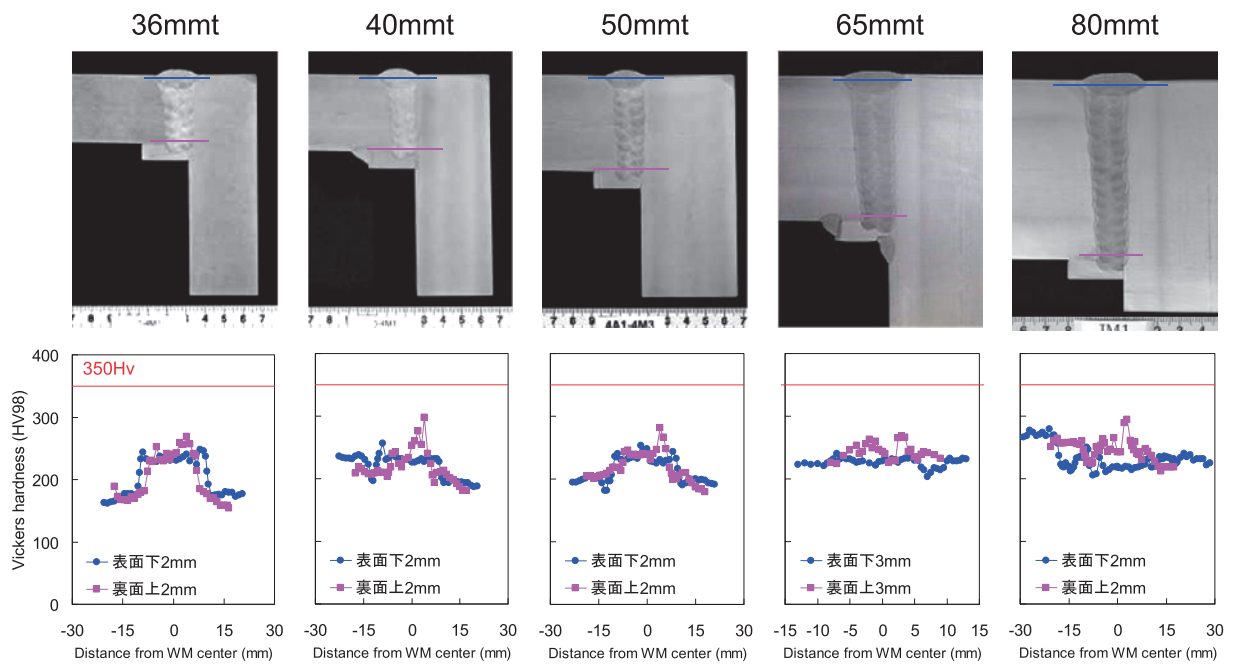 36mmt
40mmt
50mmt
65mmt
80mmt
4A1-4M3
1M1
400
300
200
100
0
Vickers hardness (HV98)
350Hv
表面下2mm
裏面上2mm
表面下2mm
裏面上2mm
表面下2mm
裏面上2mm
表面下3mm
裏面上3mm
表面下2mm
裏面上2mm
-30 -15 0 15 30
-30 -15 0 15 30
-30 -15 0 15 30
-15 -10 -5 0 5 10 15
-30 -15 0 15 30
Distance from WM center (mm)
Distance from WM center (mm)
Distance from WM center (mm)
Distance from WM center (mm)
Distance from WM center (mm)